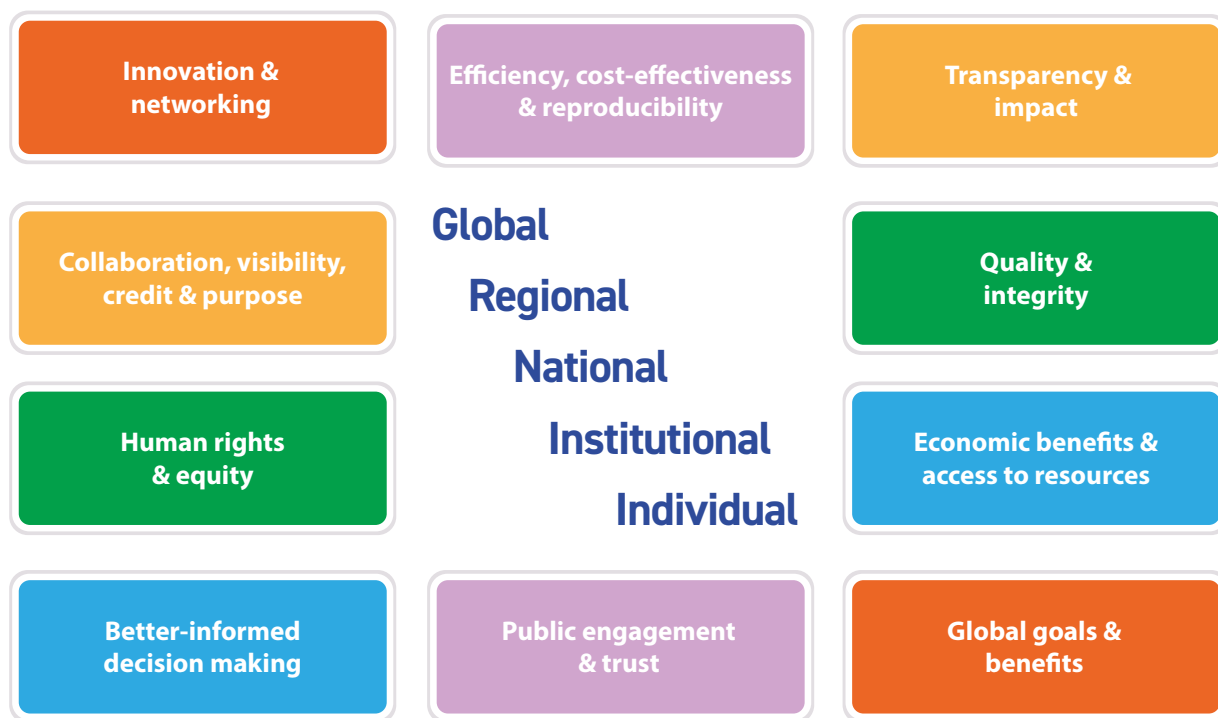 Innovation &
networking
Efficiency, cost-effectiveness
& reproducibility
Transparency &
impact
Collaboration, visibility,
credit & purpose
Global
Regional
National
Institutional
Individual
Quality &
integrity
Human rights
& equity
Economic benefits &
access to resources
Better-informed
decision making
Public engagement
& trust
Global goals &
benefits